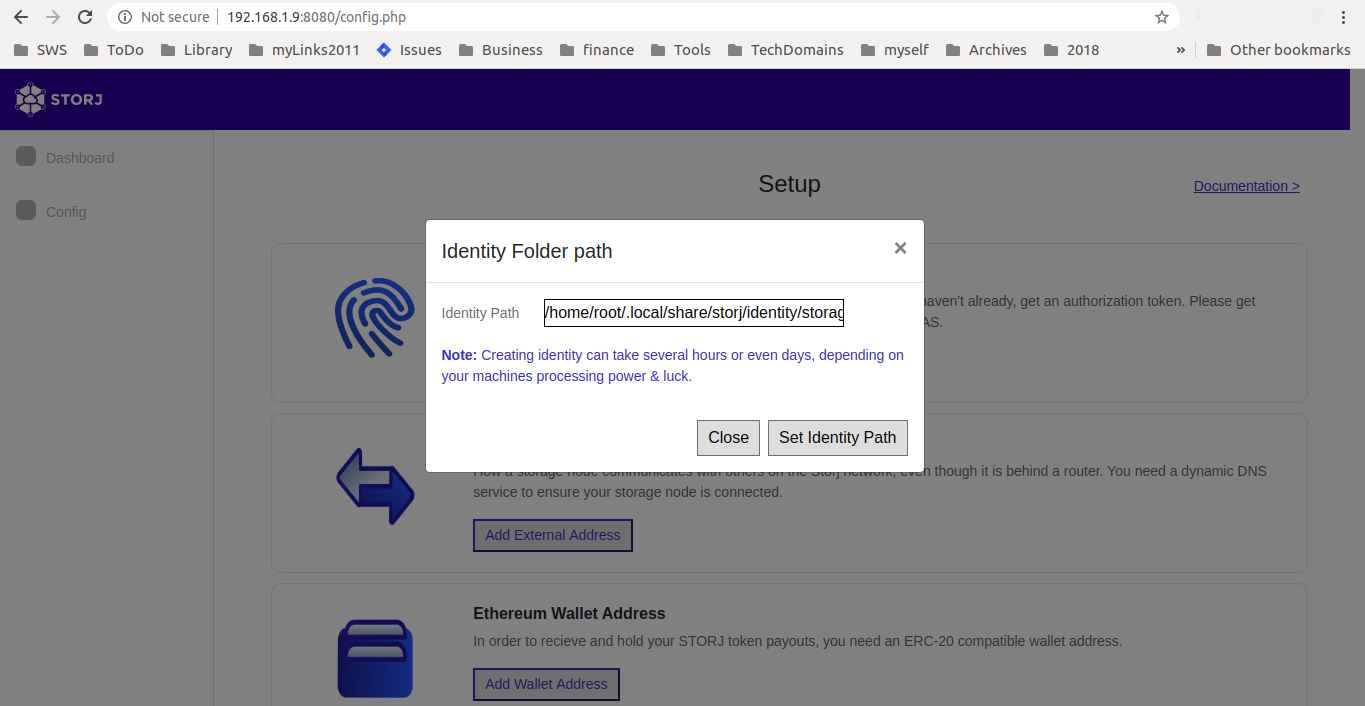 Not secure 192.168.1.9:8080/config.php
SWS ToDo Library myLinks2011 Issues Business finance Tools TechDomains myself Archives 2018 » Other bookmarks
STORJ
Dashboard
Config
Setup
Documentation >
Identity Folder path ×
Identity Path /home/root/.local/share/storj/identity/storag
Note: Creating identity can take several hours or even days, depending on
your machines processing power & luck.
Close Set Identity Path
haven't already, get an authorization token. Please get
AS.
How a storage node communicates with others on the Storj network, even though it is behind a router. You need a dynamic DNS
service to ensure your storage node is connected.
Add External Address
Ethereum Wallet Address
In order to recieve and hold your STORJ token payouts, you need an ERC-20 compatible wallet address.
Add Wallet Address